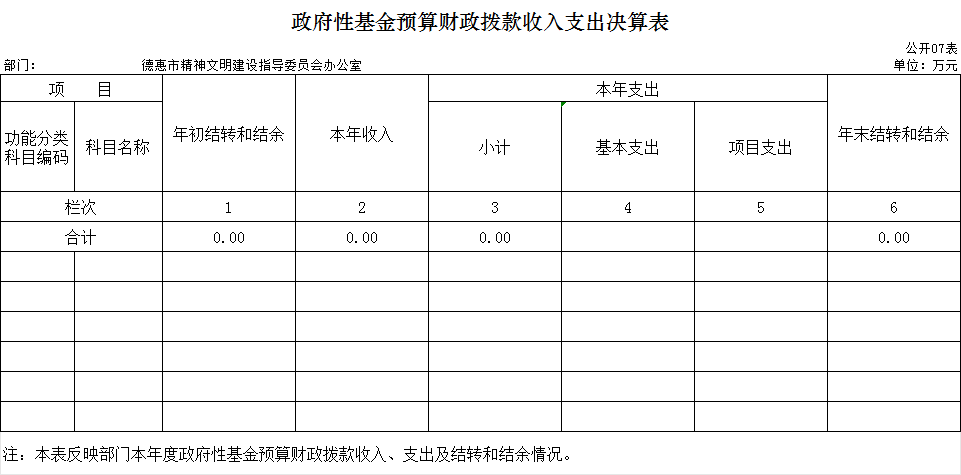 政府性基金预算财政拨款收入支出决算表
公开07表
部门： 德惠市精神文明建设指导委员会办公室 单位：万元
项 目 年初结转和结余 本年收入 本年支出 年末结转和结余
功能分类科目编码 科目名称 小计 基本支出 项目支出
栏次 1 2 3 4 5 6
合计 0.00 0.00 0.00 0.00
注：本表反映部门本年度政府性基金预算财政拨款收入、支出及结转和结余情况。